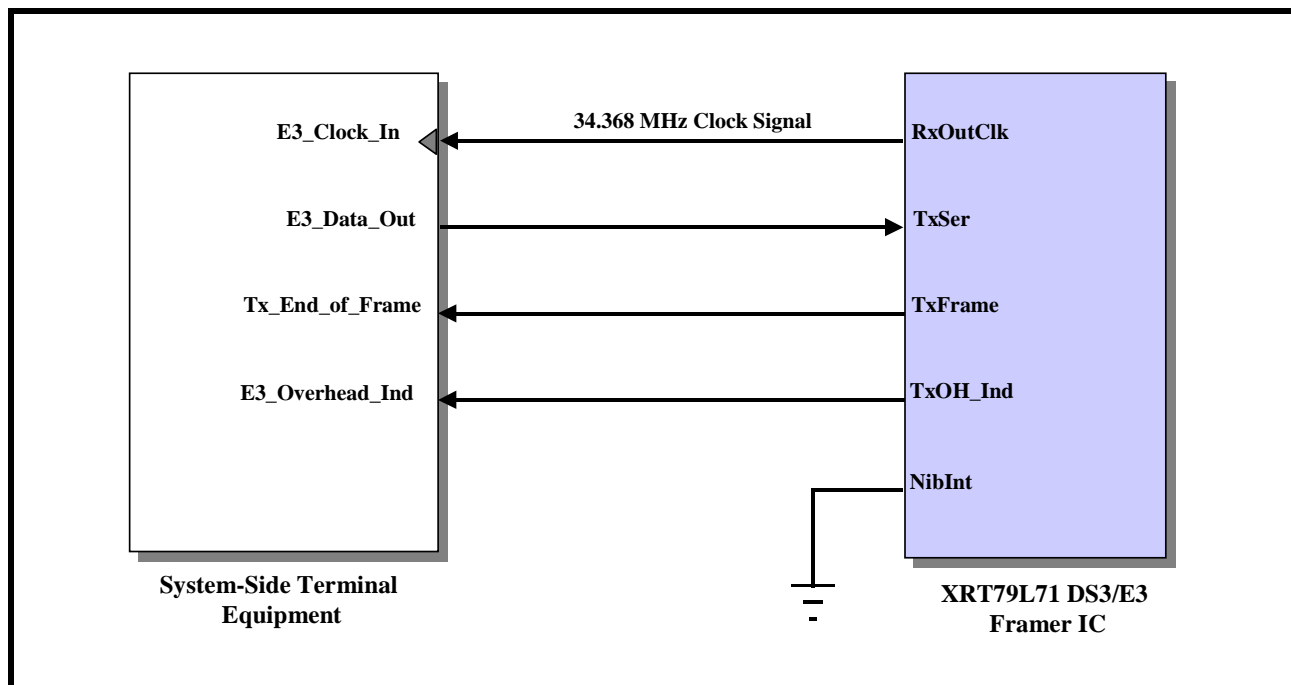 34.368 MHz Clock Signal
E3_Clock_In
RxOutClk
E3_Data_Out
TxSer
Tx_End_of_Frame
TxFrame
E3_Overhead_Ind
TxOH_Ind
NibInt
System-Side Terminal
Equipment
XRT79L71 DS3/E3
Framer IC